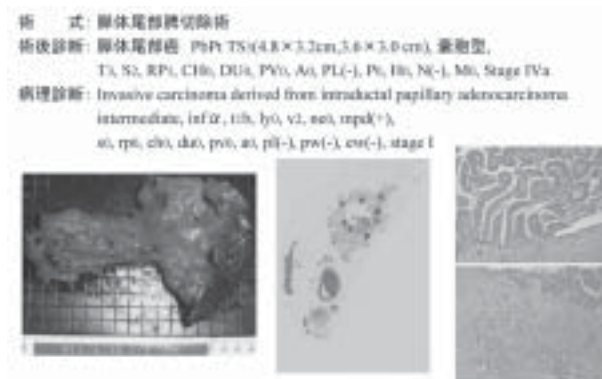 術　式: 膵体尾部脾切除術
術後診断: 膵体尾部癌 PbPt TS3(4.8×3.2cm,3.6×3.0 cm), 嚢胞型,
T3, S2, RP1, CH0, DU0, PV0, A0, PL(-), P0, H0, N(-), M0, Stage IVa
病理診断: Invasive carcinoma derived from intraductal papillary adenocarcinoma
intermediate, infα, ly0, v2, ne0, mpd(+),
s0, rp0, ch0, du0, pv0, a0, pl(-), pw(-), ew(-), stage I